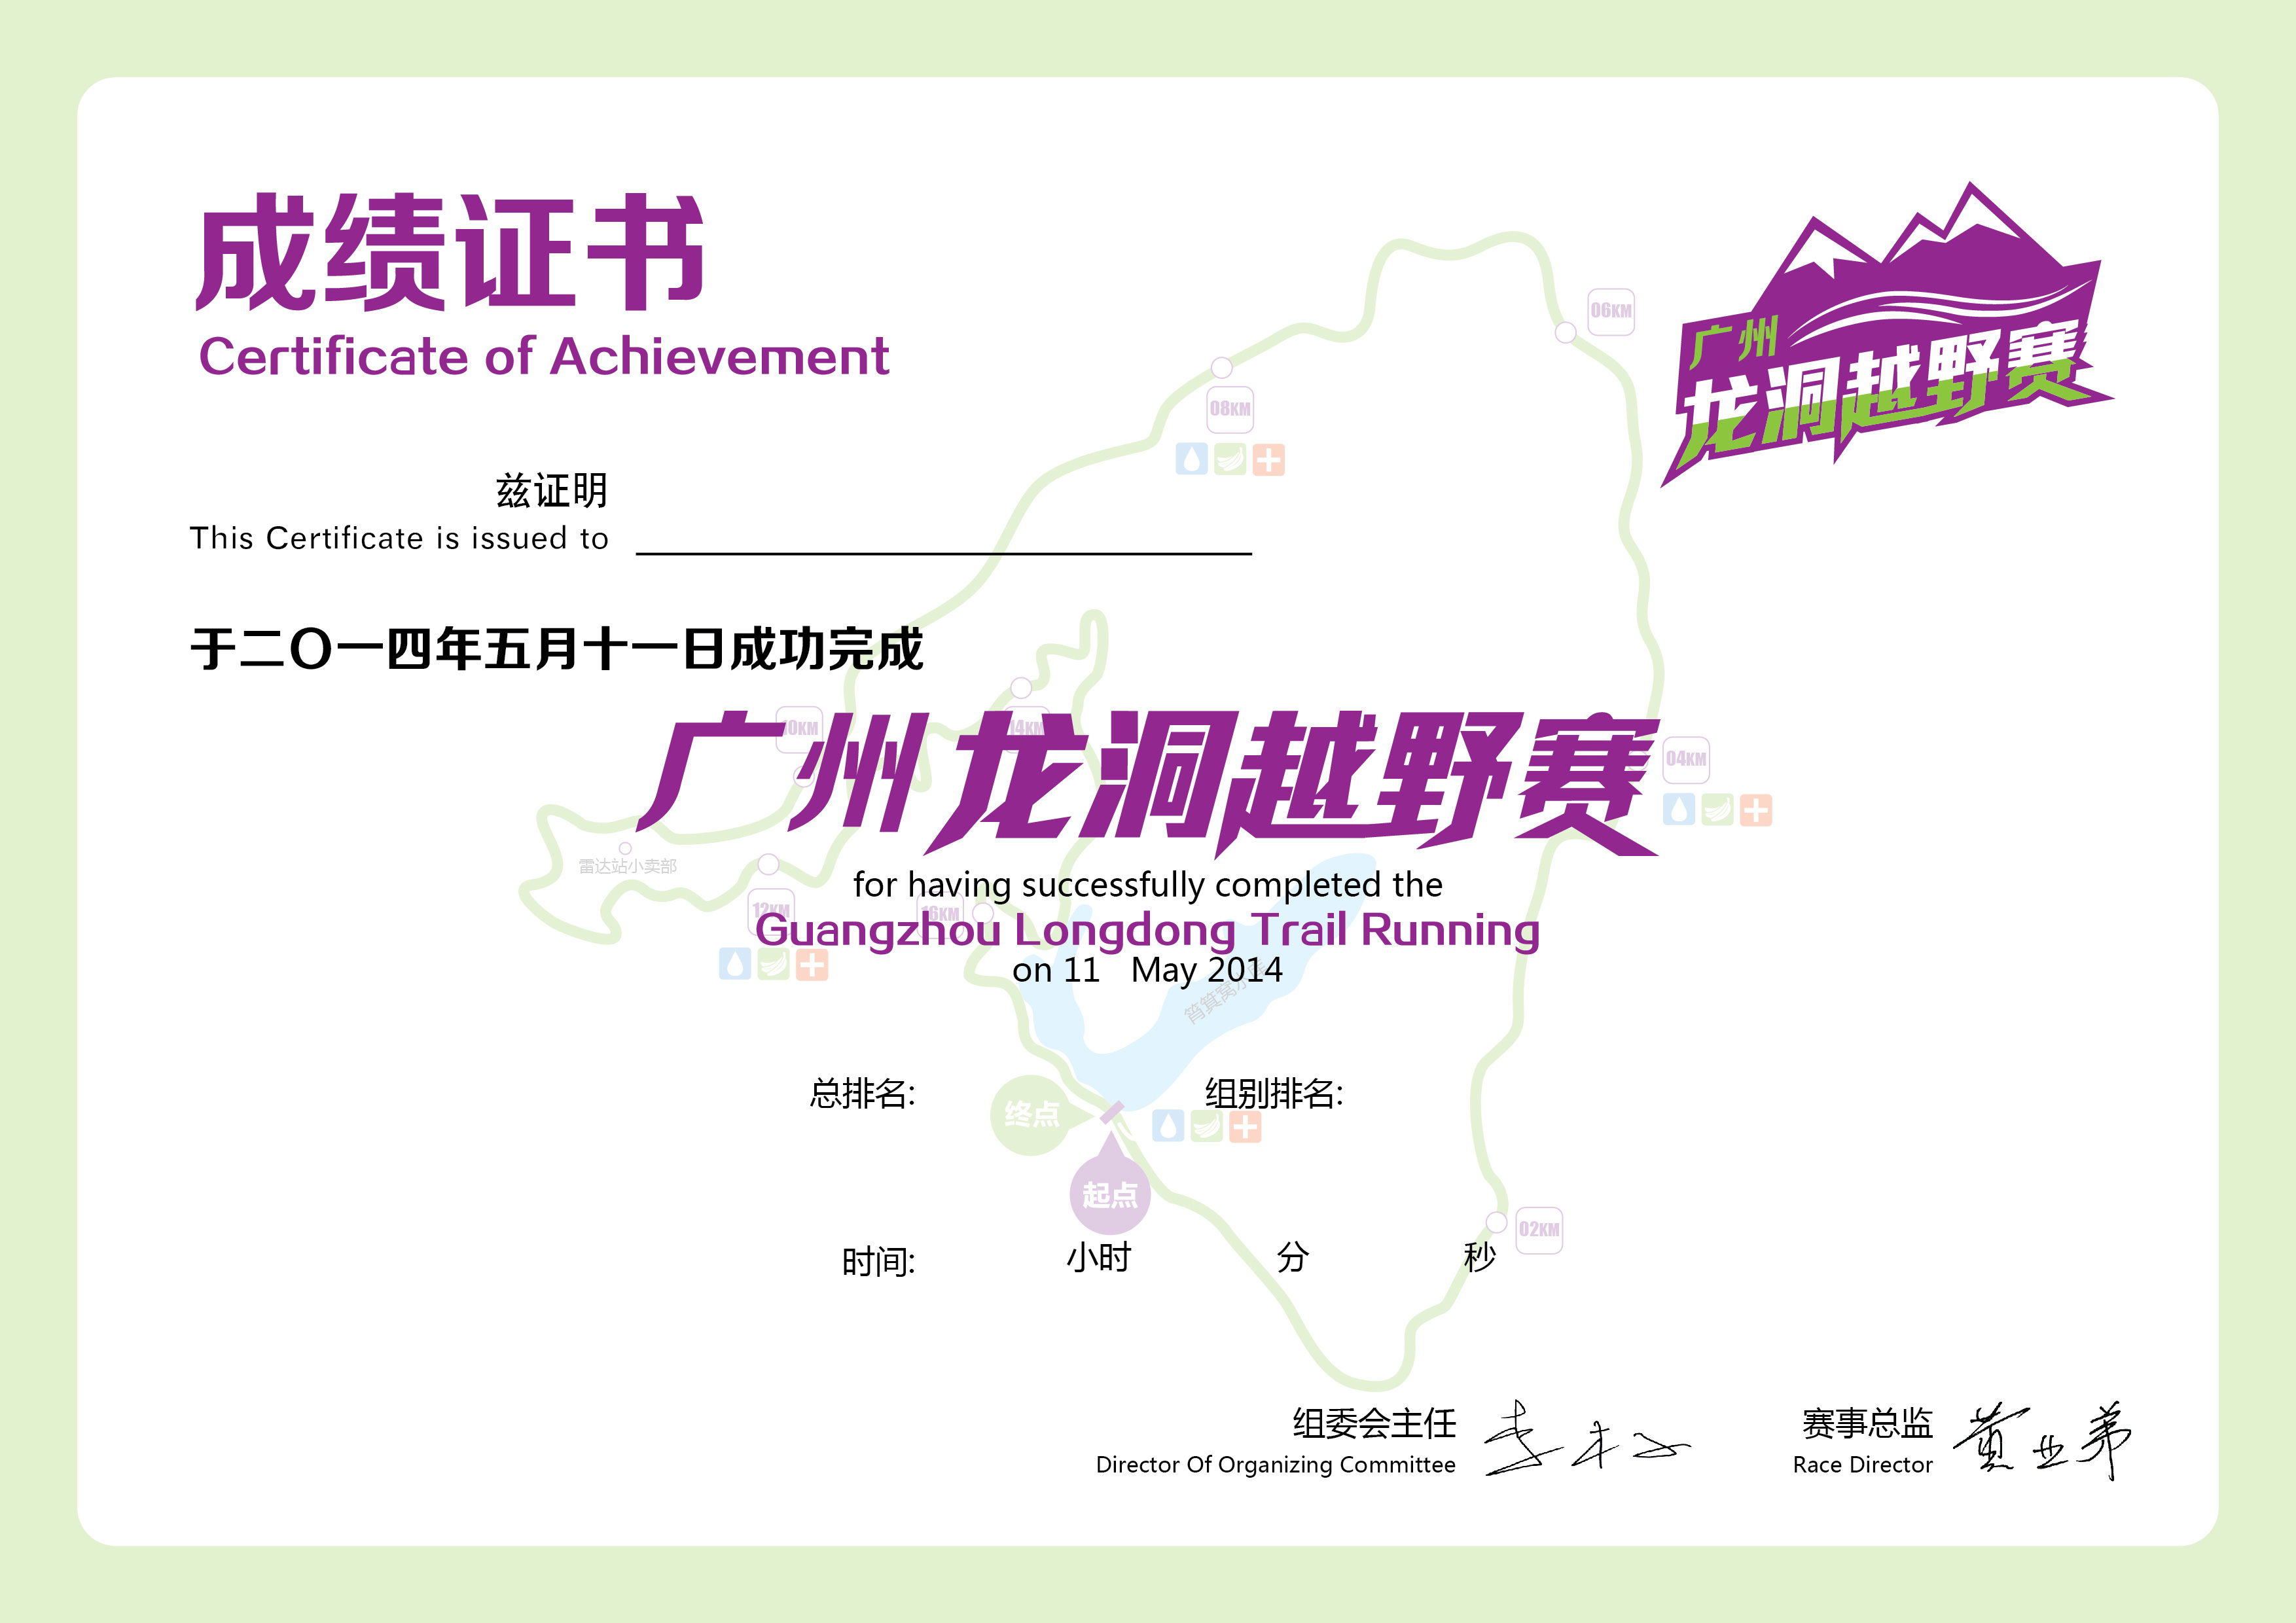 成绩证书
Certificate of Achievement
广州
龙洞越野赛
06KM
08KM
兹证明
This Certificate is issued to
于二〇一四年五月十一日成功完成
10KM
14KM
广州 龙洞越野赛
04KM
雷达站小卖部
for having successfully completed the
12KM
16KM
Guangzhou Longdong Trail Running
on 11 May 2014
筲箕窝水库
总排名:
组别排名:
终点
起点
02KM
时间: 小时 分 秒
组委会主任
Director Of Organizing Committee
赛事总监
Race Director